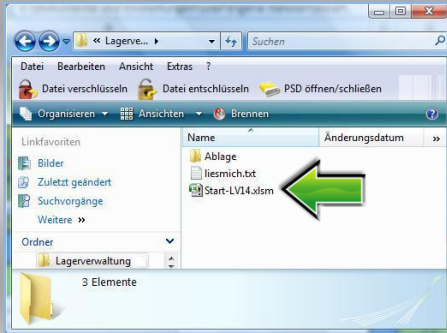 « Lagerve... ▸
Suchen
Datei Bearbeiten Ansicht Extras ?
Datei verschlüsseln Datei entschlüsseln PSD öffnen/schließen
Organisieren Ansichten Brennen
Linkfavoriten
Bilder
Zuletzt geändert
Suchvorgänge
Weitere »
Ordner
Lagerverwaltung
Name Änderungsdatum »
Ablage
liesmich.txt
Start-LV14.xlsm
3 Elemente